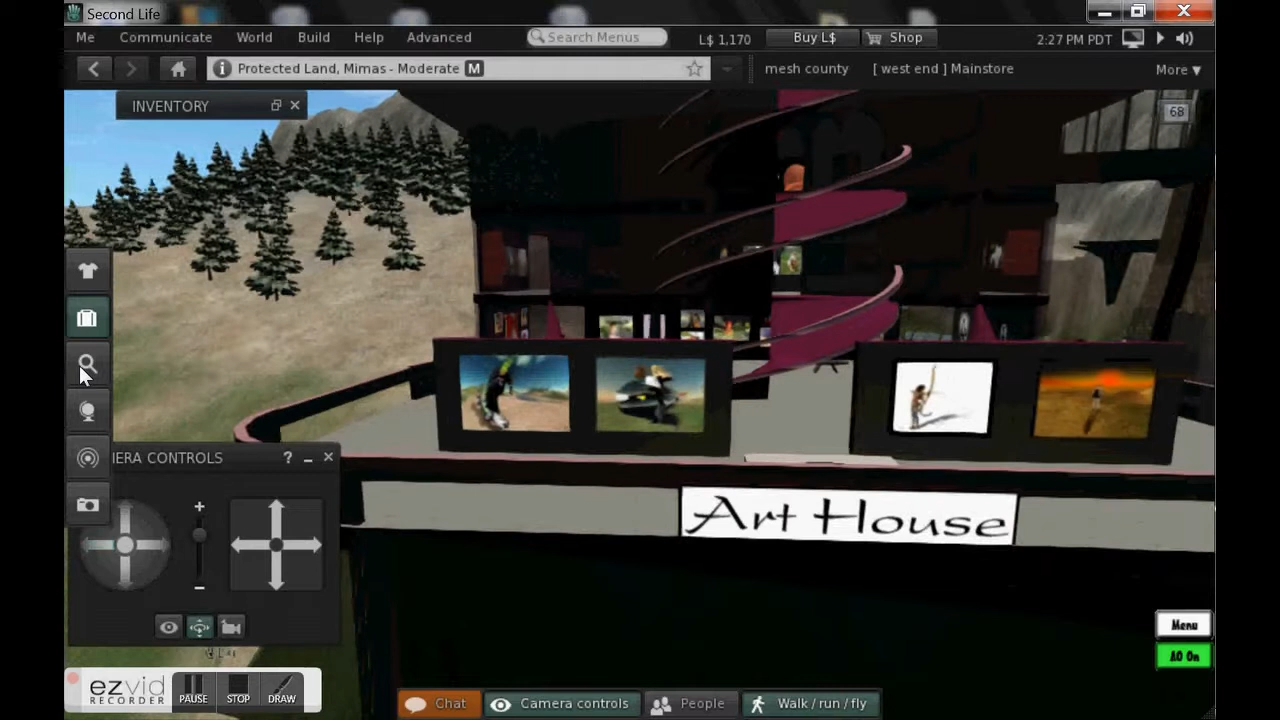 Second Life
Me Communicate World Build Help Advanced Search Menus L$ 1,170 Buy L$ Shop 2:27 PM PDT
Protected Land, Mimas - Moderate M mesh county [ west end ] Mainstore More
INVENTORY
68
ERA CONTROLS ?
+
−
Art House
Menu
AO On
ezvid
RECORDER
PAUSE STOP DRAW
Chat Camera controls People Walk / run / fly